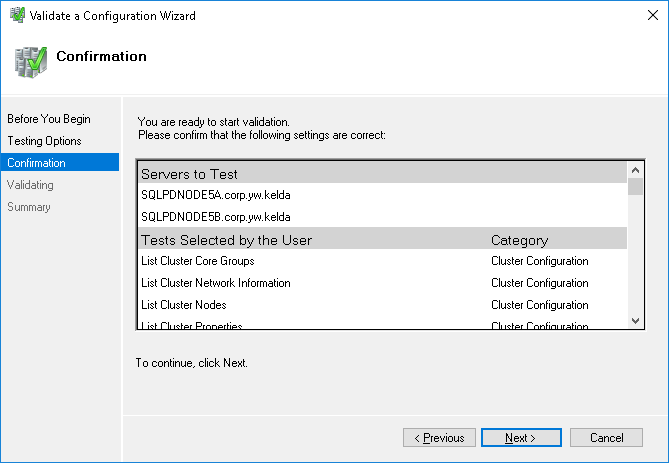 Validate a Configuration Wizard
Confirmation
Before You Begin
Testing Options
Confirmation
Validating
Summary
You are ready to start validation.
Please confirm that the following settings are correct:
Servers to Test
SQLPDNODE5A.corp.yw.kelda
SQLPDNODE5B.corp.yw.kelda
Tests Selected by the User Category
List Cluster Core Groups Cluster Configuration
List Cluster Network Information Cluster Configuration
List Cluster Nodes Cluster Configuration
List Cluster Properties Cluster Configuration
To continue, click Next.
< Previous Next > Cancel